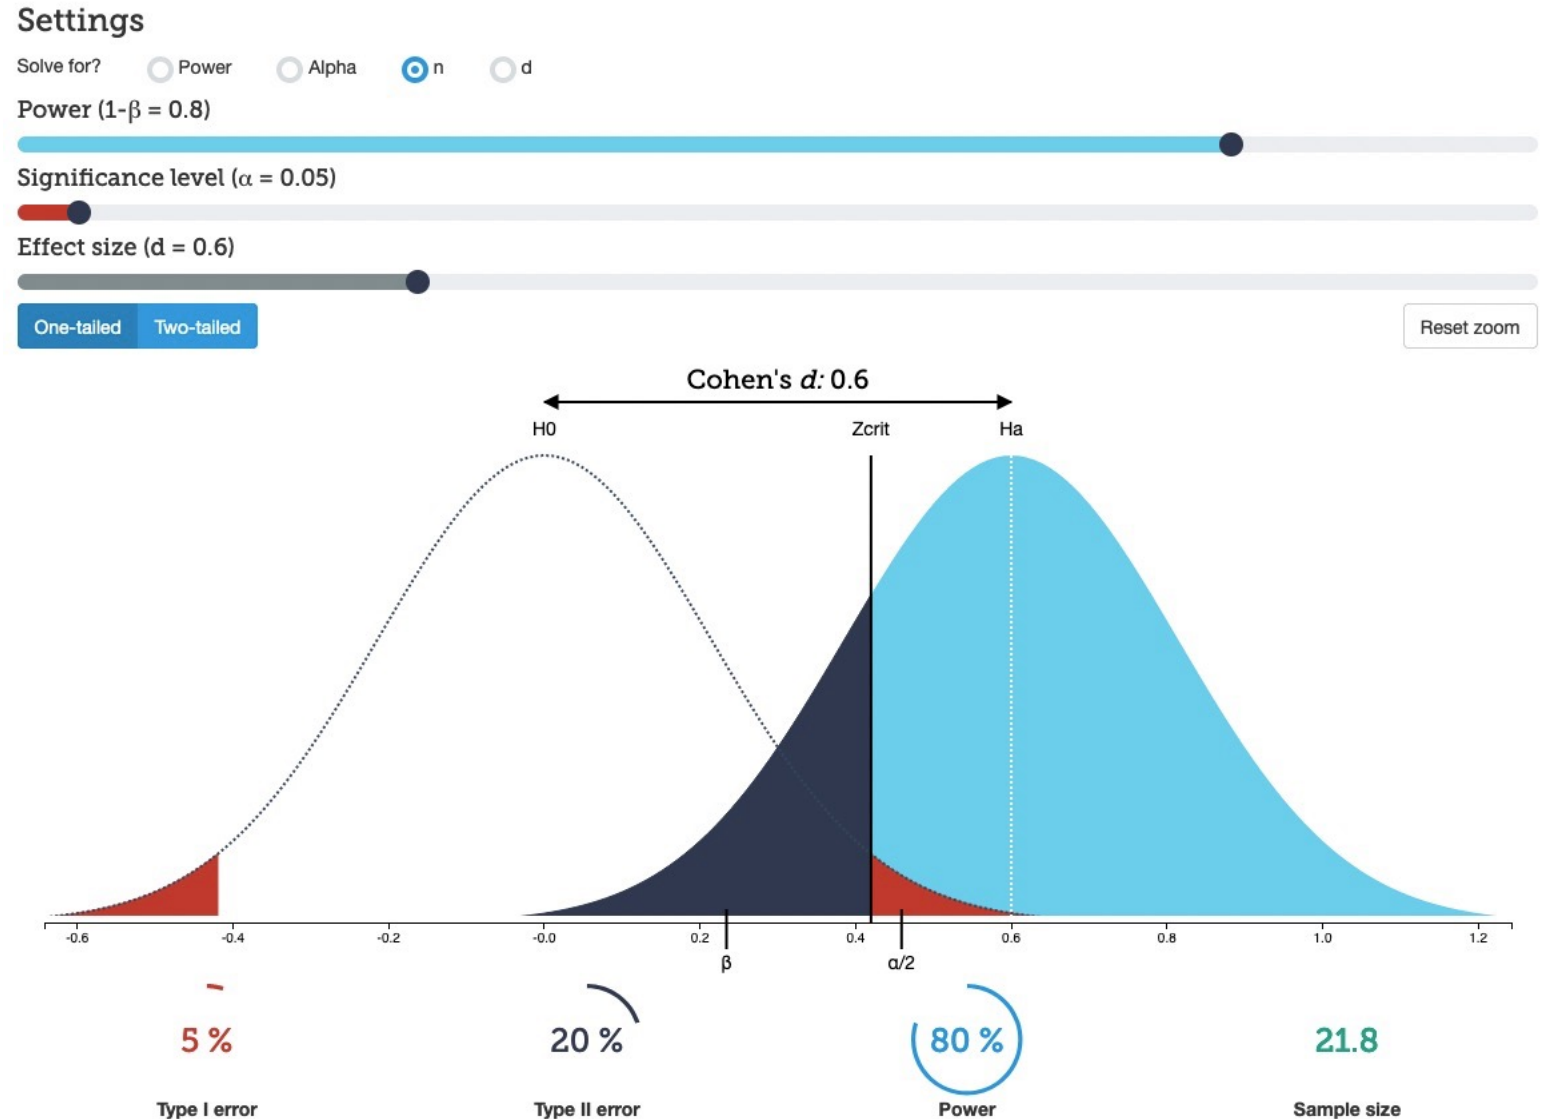 Settings
Solve for? Power Alpha n d
Power (1-β = 0.8)
Significance level (α = 0.05)
Effect size (d = 0.6)
One-tailed Two-tailed Reset zoom
Cohen's d: 0.6
H0 Zcrit Ha
-0.6 -0.4 -0.2 -0.0 0.2 0.4 0.6 0.8 1.0 1.2
β α/2
5 % 20 % 80 % 21.8
Type I error Type II error Power Sample size